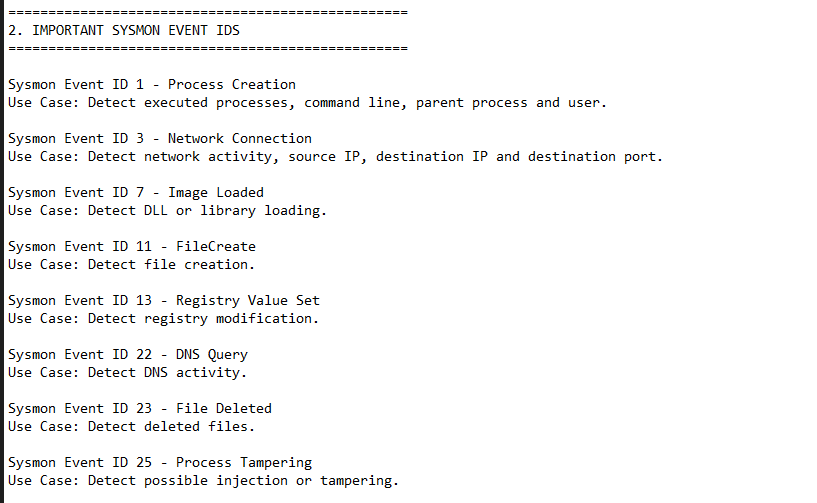 ==================================================
2. IMPORTANT SYSMON EVENT IDS
==================================================
Sysmon Event ID 1 - Process Creation
Use Case: Detect executed processes, command line, parent process and user.
Sysmon Event ID 3 - Network Connection
Use Case: Detect network activity, source IP, destination IP and destination port.
Sysmon Event ID 7 - Image Loaded
Use Case: Detect DLL or library loading.
Sysmon Event ID 11 - FileCreate
Use Case: Detect file creation.
Sysmon Event ID 13 - Registry Value Set
Use Case: Detect registry modification.
Sysmon Event ID 22 - DNS Query
Use Case: Detect DNS activity.
Sysmon Event ID 23 - File Deleted
Use Case: Detect deleted files.
Sysmon Event ID 25 - Process Tampering
Use Case: Detect possible injection or tampering.